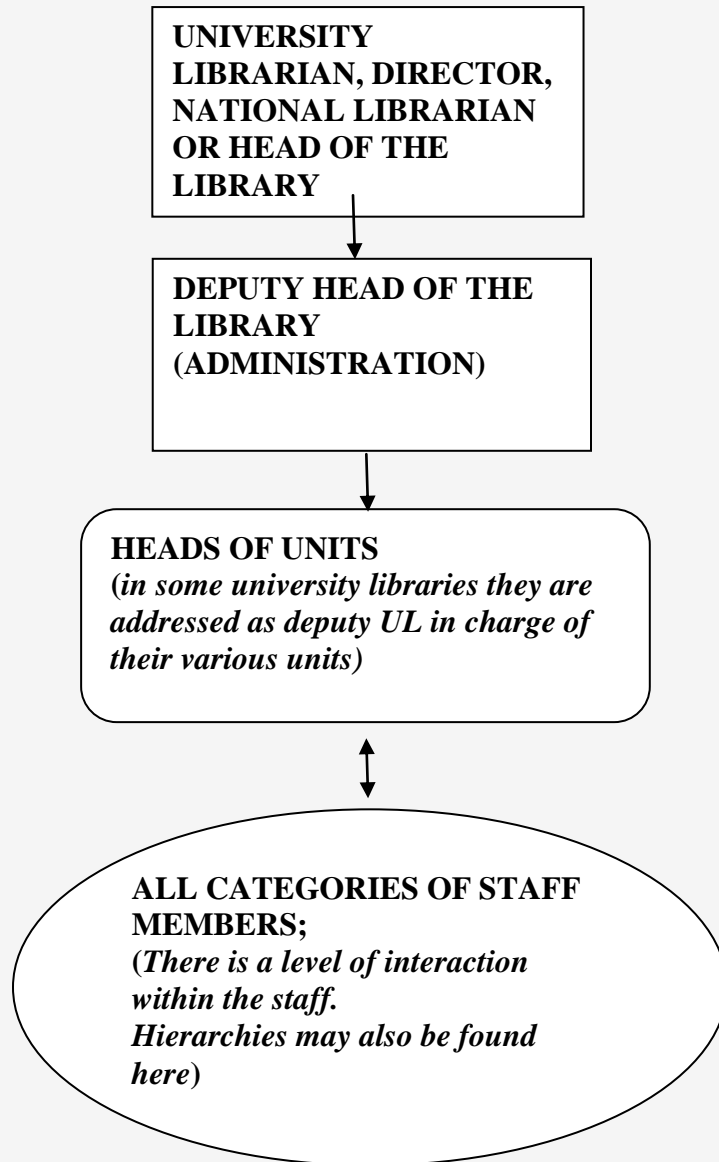 UNIVERSITY
LIBRARIAN, DIRECTOR,
NATIONAL LIBRARIAN
OR HEAD OF THE
LIBRARY
DEPUTY HEAD OF THE
LIBRARY
(ADMINISTRATION)
HEADS OF UNITS
(in some university libraries they are
addressed as deputy UL in charge of
their various units)
ALL CATEGORIES OF STAFF
MEMBERS;
(There is a level of interaction
within the staff.
Hierarchies may also be found
here)